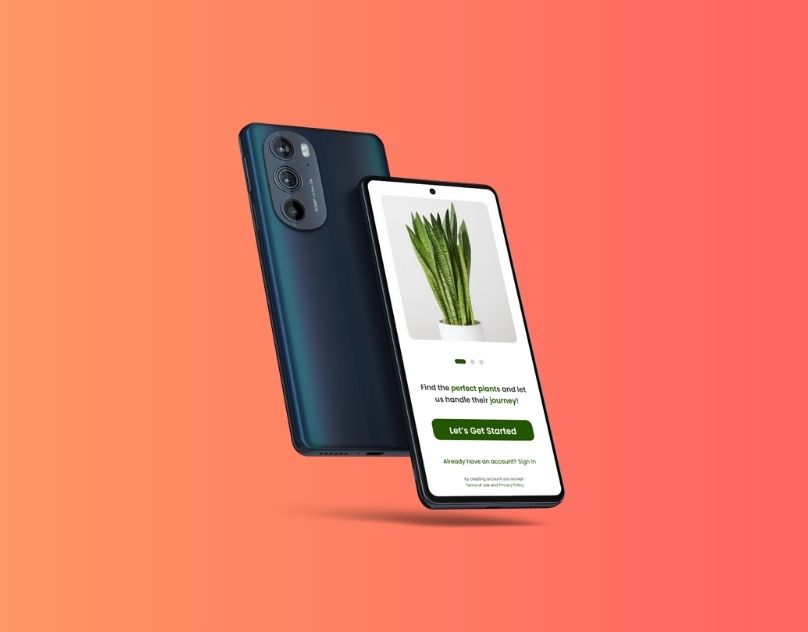 Find the perfect plants and let
us handle their journey!
Let's Get Started
Already have an account? Sign In
By creating account you accept
Terms of Use and Privacy Policy